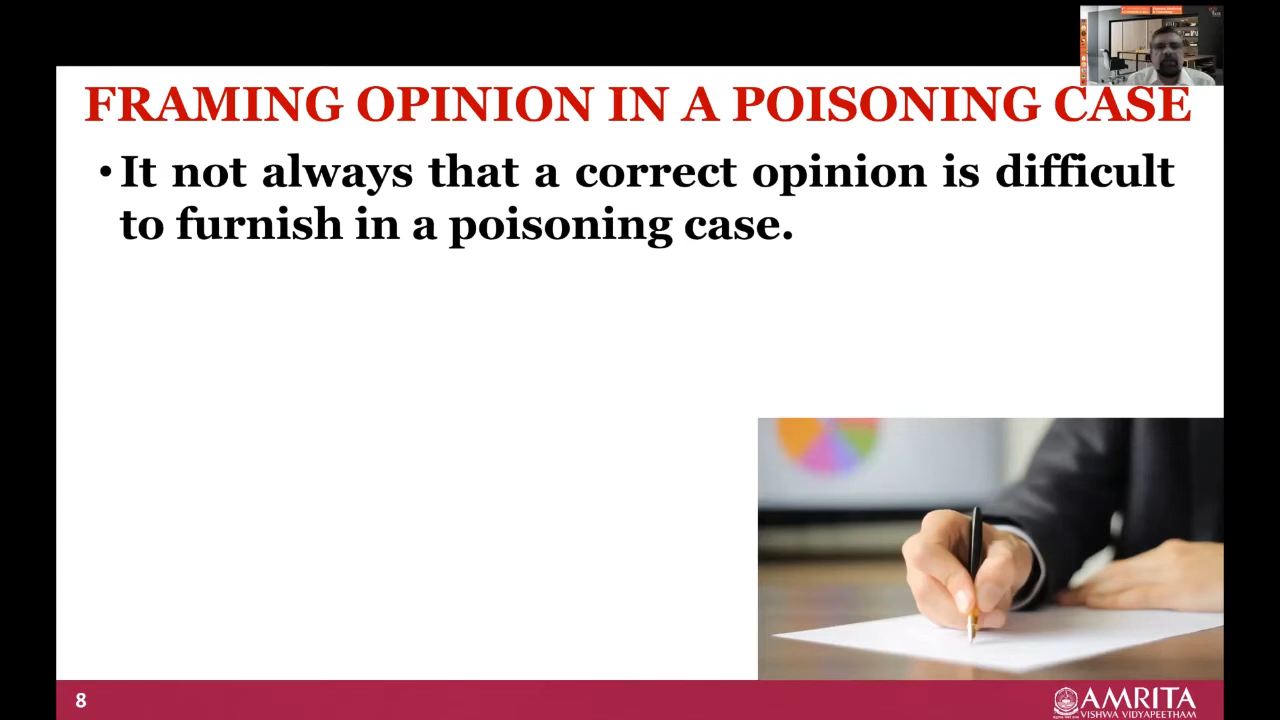 FRAMING OPINION IN A POISONING CASE
•It not always that a correct opinion is difficult
to furnish in a poisoning case.
8
AMRITA
VISHWA VIDYAPEETHAM